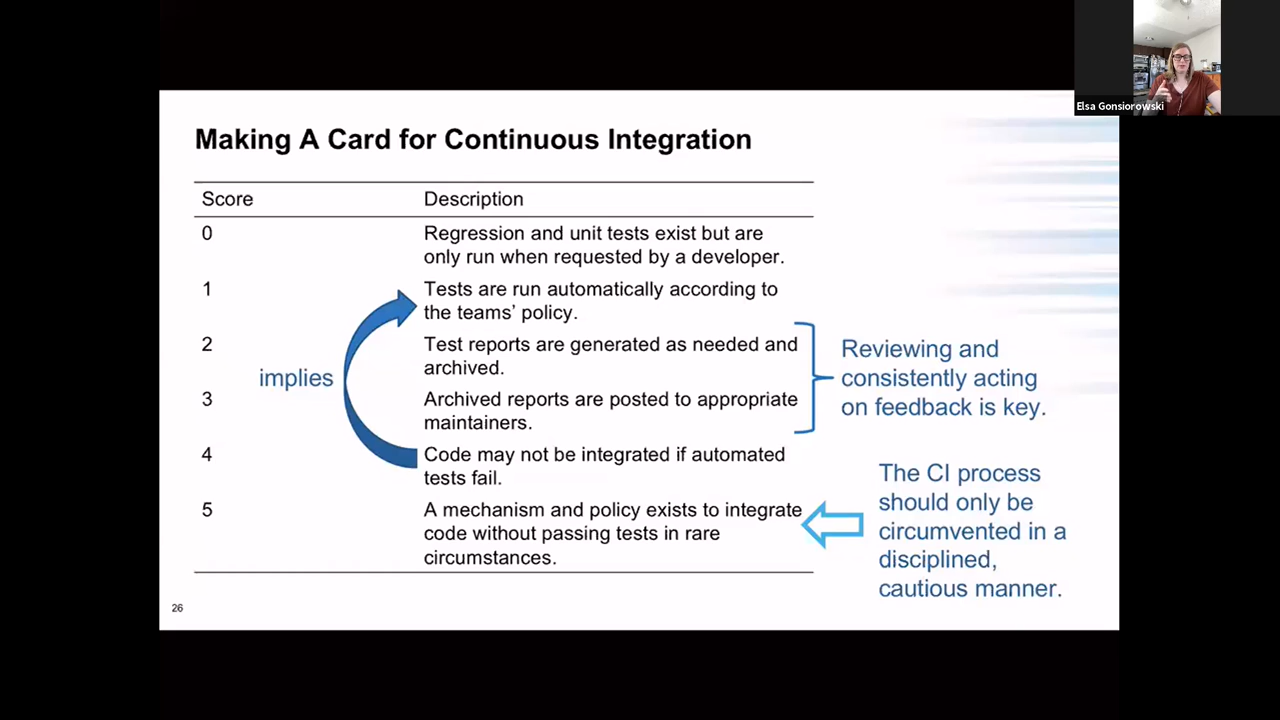 Elsa Gonsiorowski
Making A Card for Continuous Integration
Score Description
0 Regression and unit tests exist but are
only run when requested by a developer.
1 Tests are run automatically according to
the teams' policy.
2 Test reports are generated as needed and
archived.
3 Archived reports are posted to appropriate
maintainers.
4 Code may not be integrated if automated
tests fail.
5 A mechanism and policy exists to integrate
code without passing tests in rare
circumstances.
implies
Reviewing and
consistently acting
on feedback is key.
The CI process
should only be
circumvented in a
disciplined,
cautious manner.
26